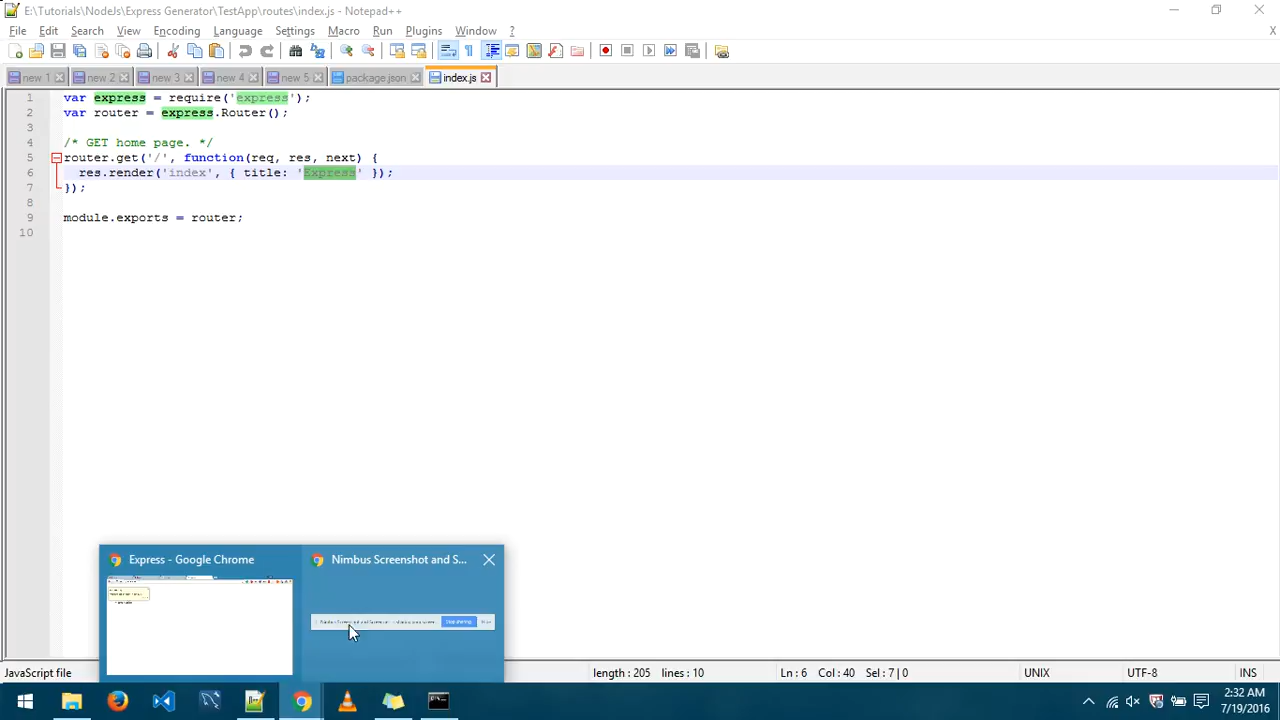 E:\Tutorials\NodeJs\Express Generator\TestApp\routes\index.js - Notepad++
File Edit Search View Encoding Language Settings Macro Run Plugins Window ? X
new 1 new 2 new 3 new 4 new 5 package.json index.js
1 var express = require('express');
2 var router = express.Router();
3
4 /* GET home page. */
5 router.get('/', function(req, res, next) {
6 res.render('index', { title: 'Express' });
7 });
8
9 module.exports = router;
10
Express - Google Chrome
Nimbus Screenshot and S...
Stop sharing
JavaScript file length : 205 lines : 10 Ln : 6 Col : 40 Sel : 7 | 0 UNIX UTF-8 INS
2:32 AM
7/19/2016